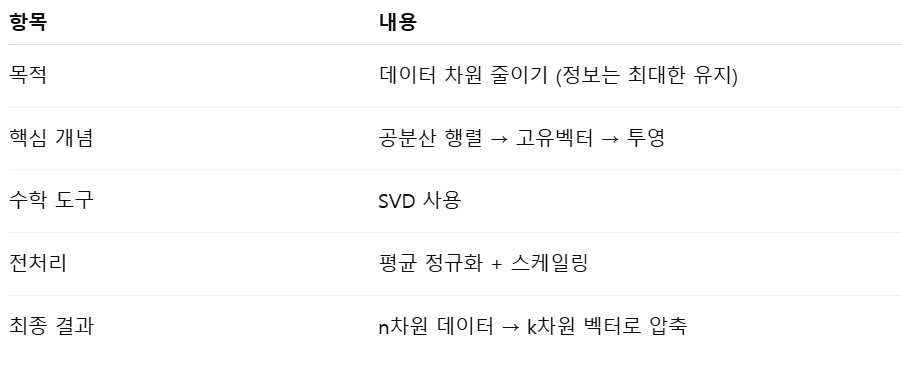 항목 내용
목적 데이터 차원 줄이기 (정보는 최대한 유지)
핵심 개념 공분산 행렬 → 고유벡터 → 투영
수학 도구 SVD 사용
전처리 평균 정규화 + 스케일링
최종 결과 n차원 데이터 → k차원 벡터로 압축